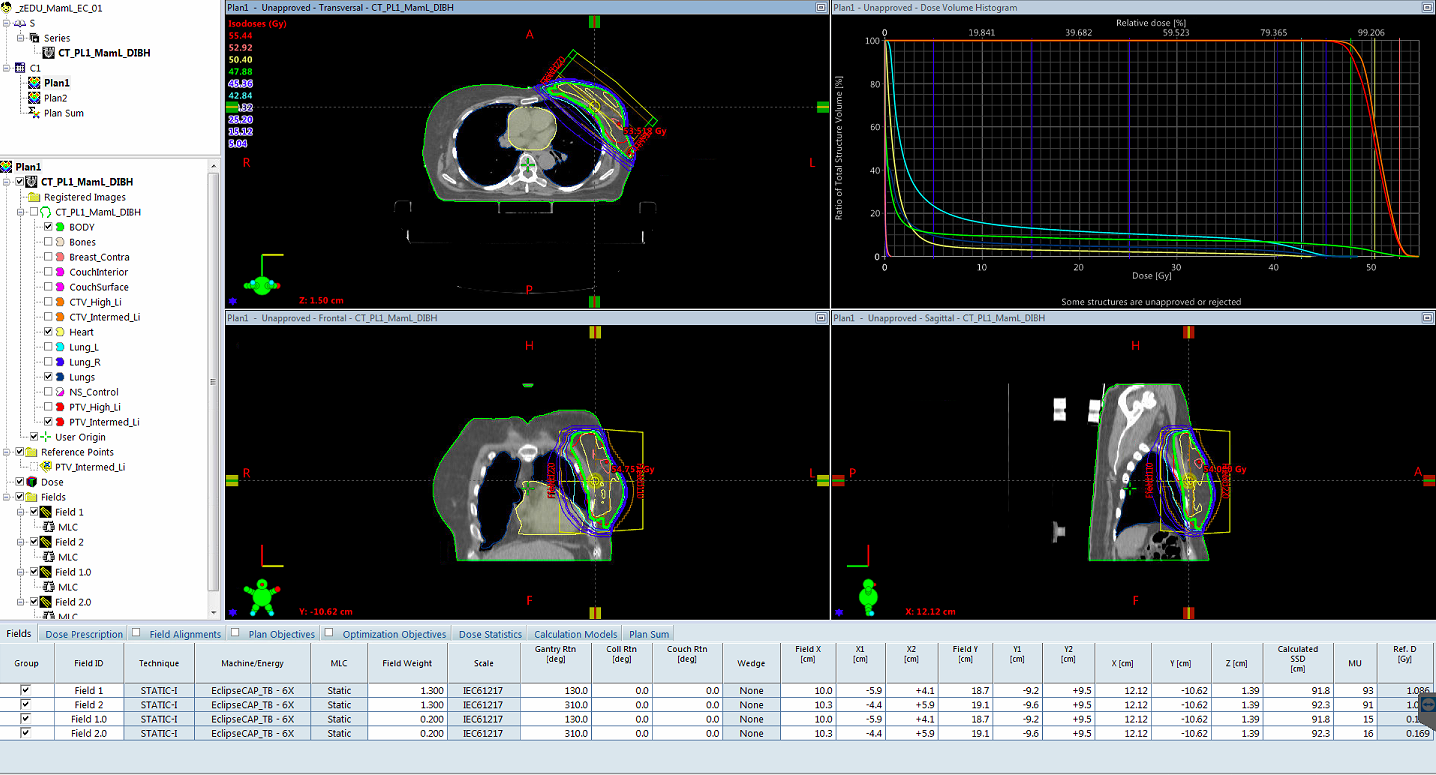 _zEDU_MamL_EC_01
S
Series
CT_PL1_MamL_DIBH
C1
Plan1
Plan2
Plan Sum
Plan1
CT_PL1_MamL_DIBH
Registered Images
CT_PL1_MamL_DIBH
BODY
Bones
Breast_Contra
CouchInterior
CouchSurface
CTV_High_Li
CTV_Intermed_Li
Heart
Lung_L
Lung_R
Lungs
NS_Control
PTV_High_Li
PTV_Intermed_Li
User Origin
Reference Points
PTV_Intermed_Li
Dose
Fields
Field 1
MLC
Field 2
MLC
Field 1.0
MLC
Field 2.0
MLC
Plan1 - Unapproved - Transversal - CT_PL1_MamL_DIBH
Isodoses (Gy)
55.44
52.92
50.40
47.88
45.36
42.84
25.20
15.12
5.04
A
R
L
P
53.518 Gy
Z: 1.50 cm
Plan1 - Unapproved - Dose Volume Histogram
Relative dose [%]
0 19.841 39.682 59.523 79.365 99.206
Ratio of Total Structure Volume [%]
100
80
60
40
20
0
0 10 20 30 40 50
Dose [Gy]
Some structures are unapproved or rejected
Plan1 - Unapproved - Frontal - CT_PL1_MamL_DIBH
H
R
L
F
Y: -10.62 cm
Plan1 - Unapproved - Sagittal - CT_PL1_MamL_DIBH
H
P
A
F
X: 12.12 cm
Fields Dose Prescription Field Alignments Plan Objectives Optimization Objectives Dose Statistics Calculation Models Plan Sum
Group Field ID Technique Machine/Energy MLC Field Weight Scale Gantry Rtn [deg] Coll Rtn [deg] Couch Rtn [deg] Wedge Field X [cm] X1 [cm] X2 [cm] Field Y [cm] Y1 [cm] Y2 [cm] X [cm] Y [cm] Z [cm] Calculated SSD [cm] MU Ref. D [Gy]
Field 1 STATIC-I EclipseCAP_TB - 6X Static 1.300 IEC61217 130.0 0.0 0.0 None 10.0 -5.9 +4.1 18.7 -9.2 +9.5 12.12 -10.62 1.39 91.8 93 1.086
Field 2 STATIC-I EclipseCAP_TB - 6X Static 1.300 IEC61217 310.0 0.0 0.0 None 10.3 -4.4 +5.9 19.1 -9.6 +9.5 12.12 -10.62 1.39 92.3 91
Field 1.0 STATIC-I EclipseCAP_TB - 6X Static 0.200 IEC61217 130.0 0.0 0.0 None 10.0 -5.9 +4.1 18.7 -9.2 +9.5 12.12 -10.62 1.39 91.8 15
Field 2.0 STATIC-I EclipseCAP_TB - 6X Static 0.200 IEC61217 310.0 0.0 0.0 None 10.3 -4.4 +5.9 19.1 -9.6 +9.5 12.12 -10.62 1.39 92.3 16 0.169